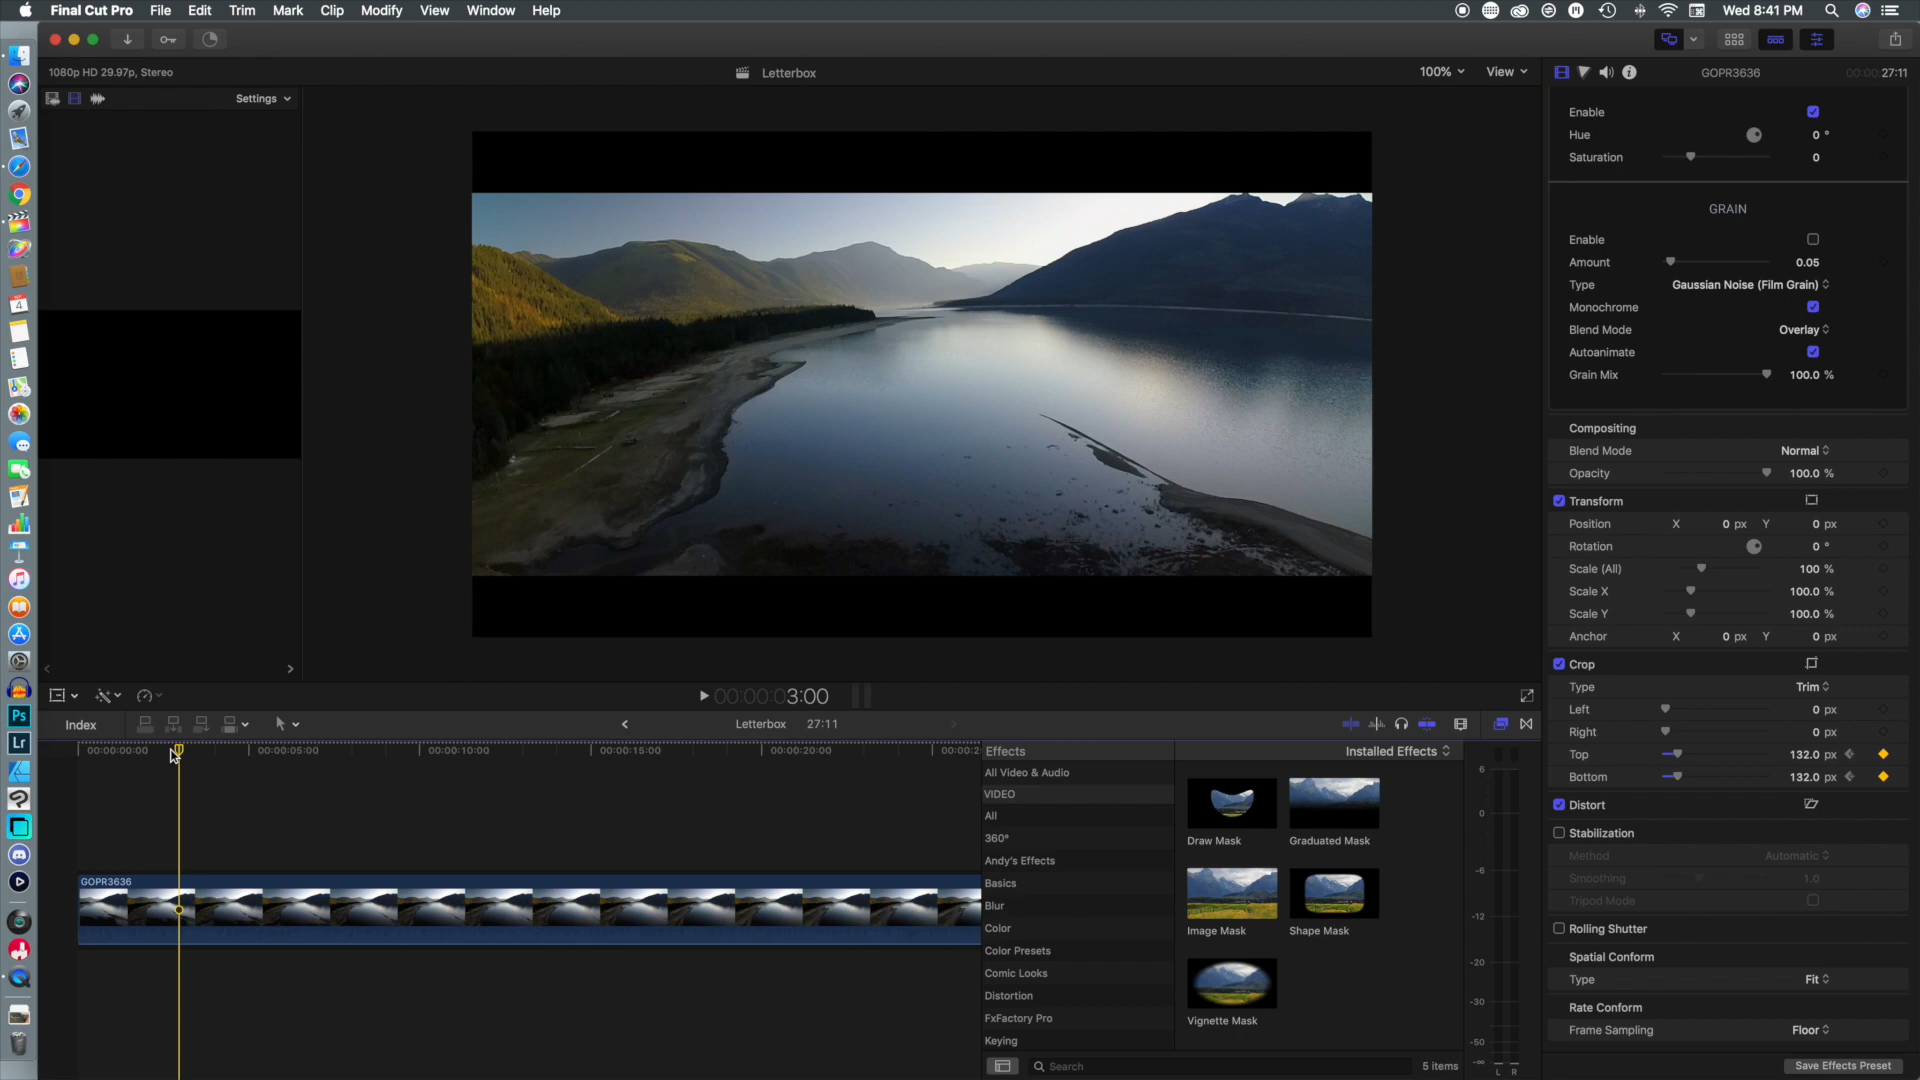 Final Cut Pro File Edit Trim Mark Clip Modify View Window Help Wed 8:41 PM
1080p HD 29.97p, Stereo
Letterbox
100% View
GOPR3636
00:00:27:11
Settings
Enable
Hue 0 °
Saturation 0
GRAIN
Enable
Amount 0.05
Type Gaussian Noise (Film Grain)
Monochrome
Blend Mode Overlay
Autoanimate
Grain Mix 100.0 %
Compositing
Blend Mode Normal
Opacity 100.0 %
Transform
Position X 0 px Y 0 px
Rotation 0 °
Scale (All) 100 %
Scale X 100.0 %
Scale Y 100.0 %
Anchor X 0 px Y 0 px
Crop
Type Trim
Left 0 px
Right 0 px
Top 132.0 px
Bottom 132.0 px
Distort
Stabilization
Method Automatic
Smoothing 1.0
Tripod Mode
Rolling Shutter
Spatial Conform
Type Fit
Rate Conform
Frame Sampling Floor
Save Effects Preset
00:00:00:03:00
Index
Letterbox 27:11
00:00:00:00 00:00:05:00 00:00:10:00 00:00:15:00 00:00:20:00 00:00:2
GOPR3636
Effects Installed Effects
All Video & Audio
VIDEO
All
360°
Andy's Effects
Basics
Blur
Color
Color Presets
Comic Looks
Distortion
FxFactory Pro
Keying
Draw Mask
Graduated Mask
Image Mask
Shape Mask
Vignette Mask
Search
5 items
6
0
-6
-12
-20
-30
-50
-∞
L R
4
Ps
Lr